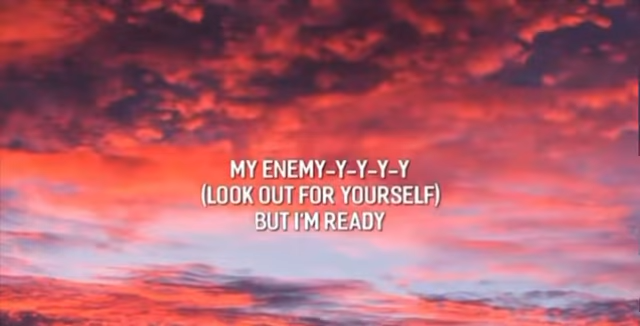 MY ENEMY-Y-Y-Y-Y
(LOOK OUT FOR YOURSELF)
BUT I'M READY